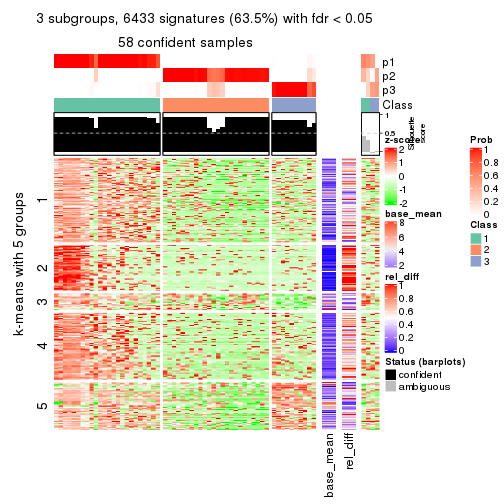 3 subgroups, 6433 signatures (63.5%) with fdr < 0.05
58 confident samples
p1
p2
p3
Class
1
0.5
0
Silhouette
score
k-means with 5 groups
1
2
3
4
5
base_mean
rel_diff
z-score
2
1
0
-1
-2
base_mean
8
6
4
2
rel_diff
1
0.8
0.6
0.4
0.2
0
Status (barplots)
confident
ambiguous
Prob
1
0.8
0.6
0.4
0.2
0
Class
1
2
3